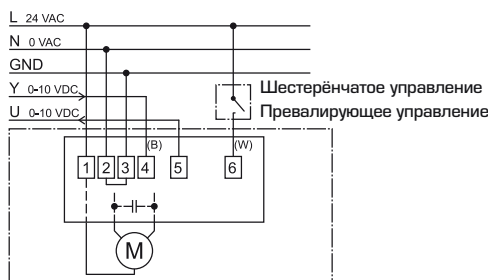 L 24 VAC
N 0 VAC
GND
Y 0-10 VDC
U 0-10 VDC
Шестерёнчатое управление
Превалирующее управление
(B) (W)
1 2 3 4 5 6
M